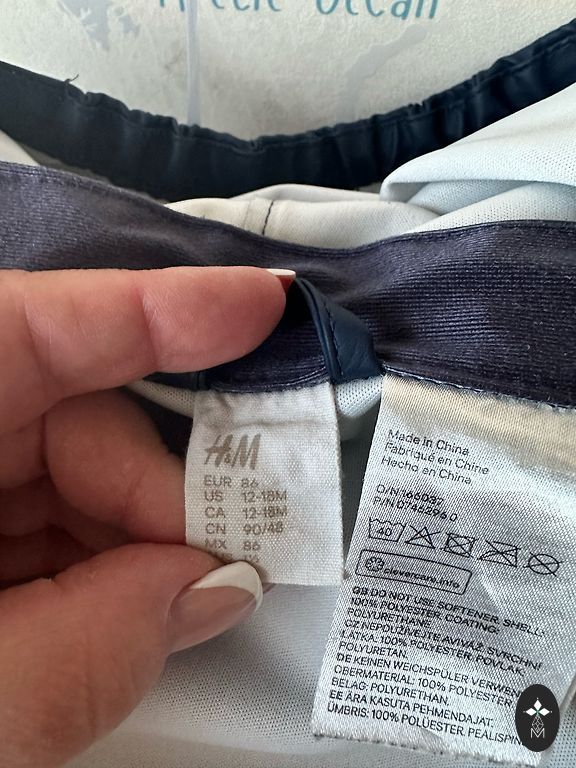 Arctic Ocean
H&M
EUR 86
US 12-18M
CA 12-18M
CN 90/48
MX 86
Made in China
Fabriqué en Chine
Hecho en China
O/N:166037
P/N:0746296.0
40
clevercare.info
GB DO NOT USE SOFTENER. SHELL:
100% POLYESTER. COATING:
POLYURETHANE.
CZ NEPOUŽÍVEJTE AVIVÁŽ. SVRCHNÍ
LÁTKA: 100% POLYESTER. POVLAK:
POLYURETAN.
DE KEINEN WEICHSPÜLER VERWEN
OBERMATERIAL: 100% POLYESTER
BELAG: POLYURETHAN.
EE ÄRA KASUTA PEHMENDAJAT.
ÜMBRIS: 100% POLÜESTER. PEALISPIN
M